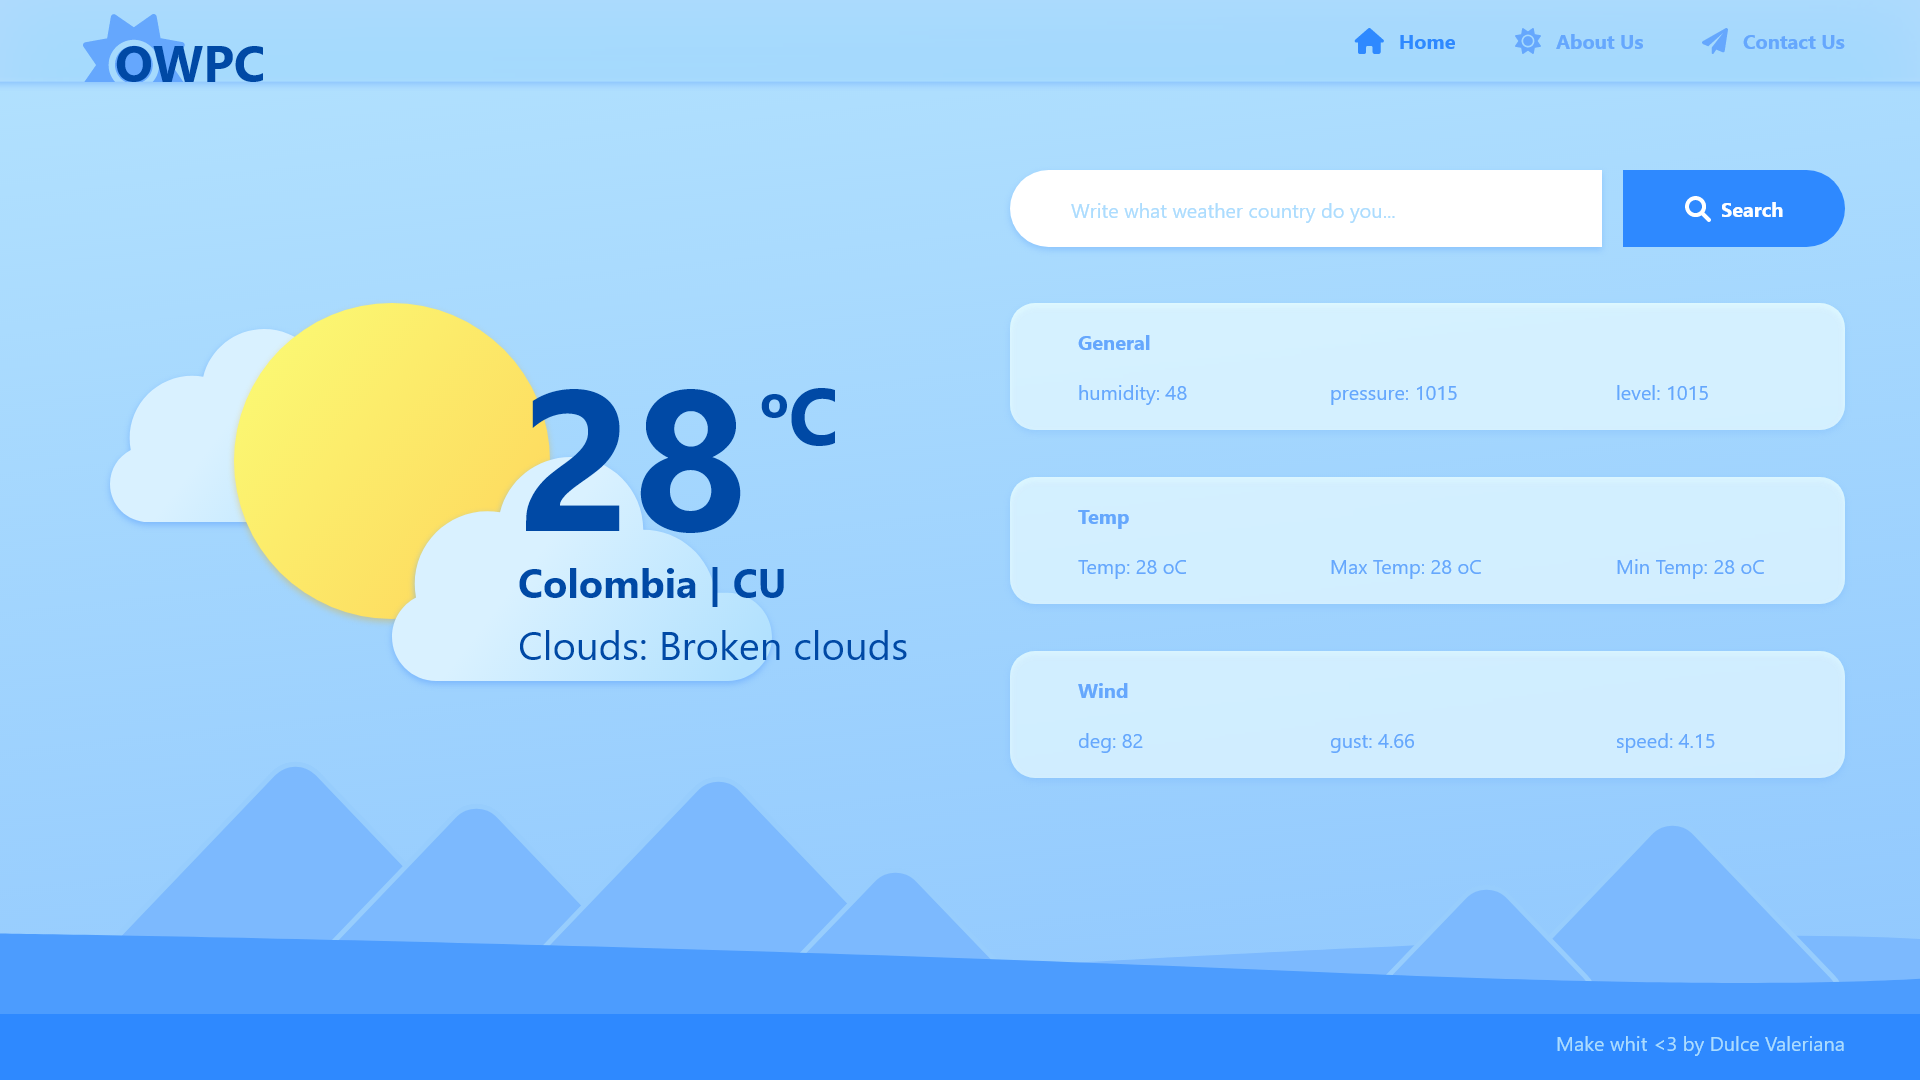 OWPC
Home
About Us
Contact Us
Write what weather country do you...
Search
28 °C
Colombia | CU
Clouds: Broken clouds
General
humidity: 48
pressure: 1015
level: 1015
Temp
Temp: 28 oC
Max Temp: 28 oC
Min Temp: 28 oC
Wind
deg: 82
gust: 4.66
speed: 4.15
Make whit <3 by Dulce Valeriana